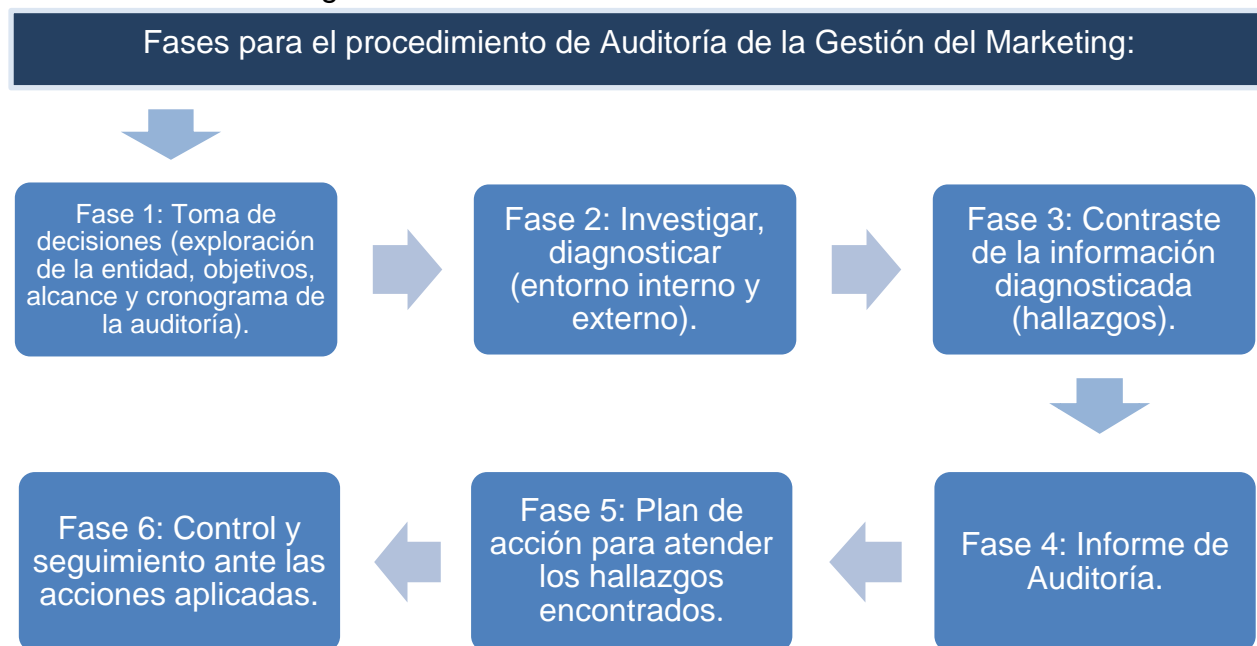 Fases para el procedimiento de Auditoría de la Gestión del Marketing:
Fase 1: Toma de
decisiones (exploración
de la entidad, objetivos,
alcance y cronograma de
la auditoría).
Fase 2: Investigar,
diagnosticar
(entorno interno y
externo).
Fase 3: Contraste
de la información
diagnosticada
(hallazgos).
Fase 4: Informe de
Auditoría.
Fase 5: Plan de
acción para atender
los hallazgos
encontrados.
Fase 6: Control y
seguimiento ante las
acciones aplicadas.